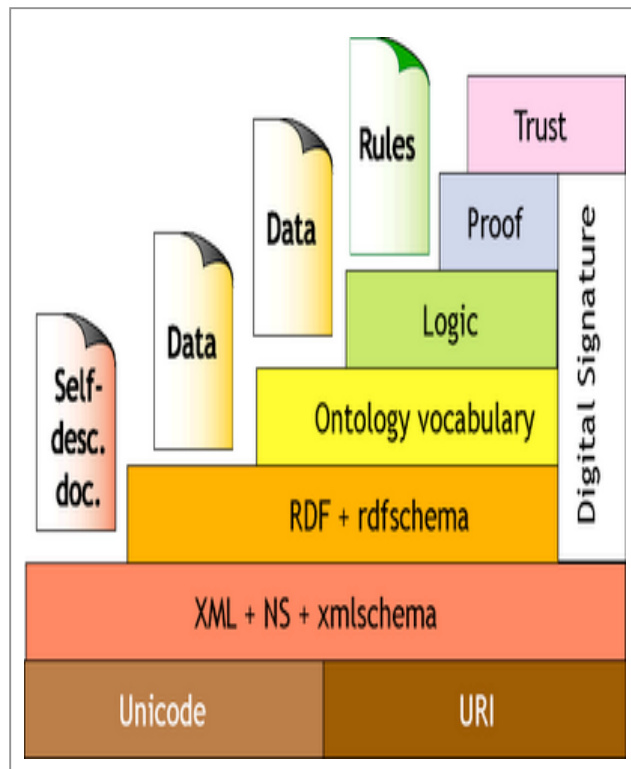 Rules
Trust
Data
Proof
Data
Logic
Self-
desc.
doc.
Ontology vocabulary
Digital Signature
RDF + rdfschema
XML + NS + xmlschema
Unicode
URI